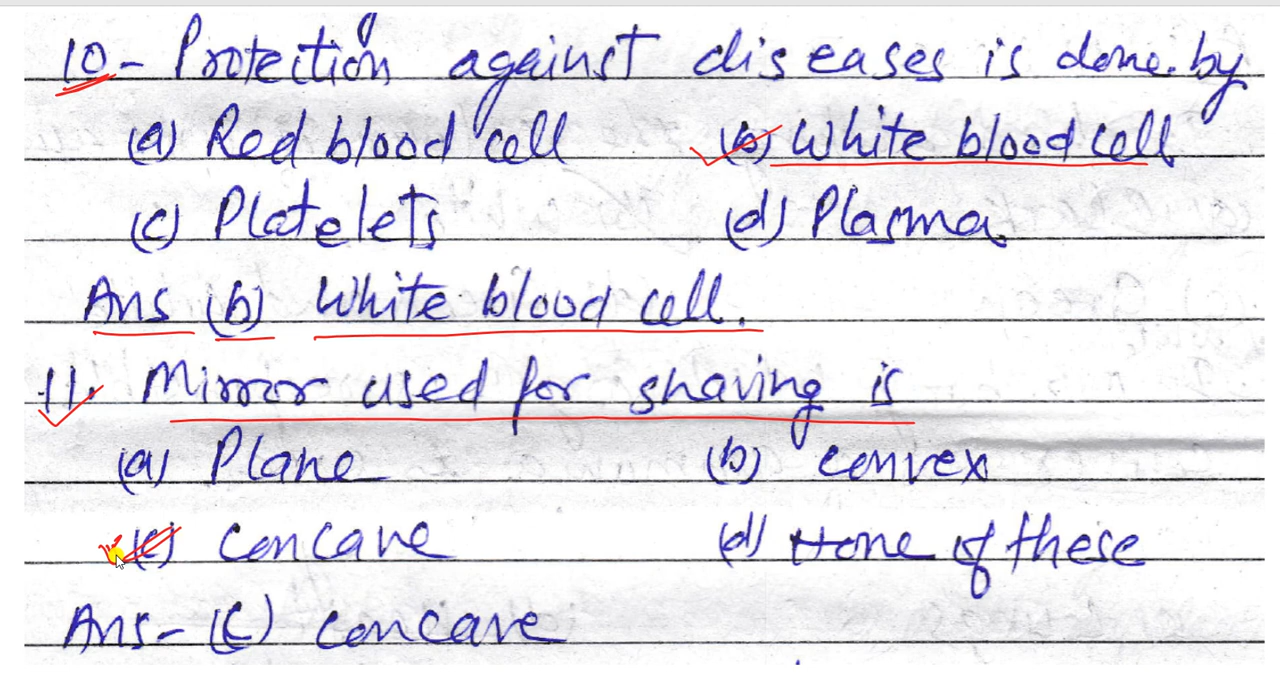 10- Protection against diseases is done by
(a) Red blood cell (b) White blood cell
(c) Platelets (d) Plasma
Ans (b) White blood cell.
11. Mirror used for shaving is
(a) Plane (b) convex
(c) concave (d) None of these
Ans- (c) concave